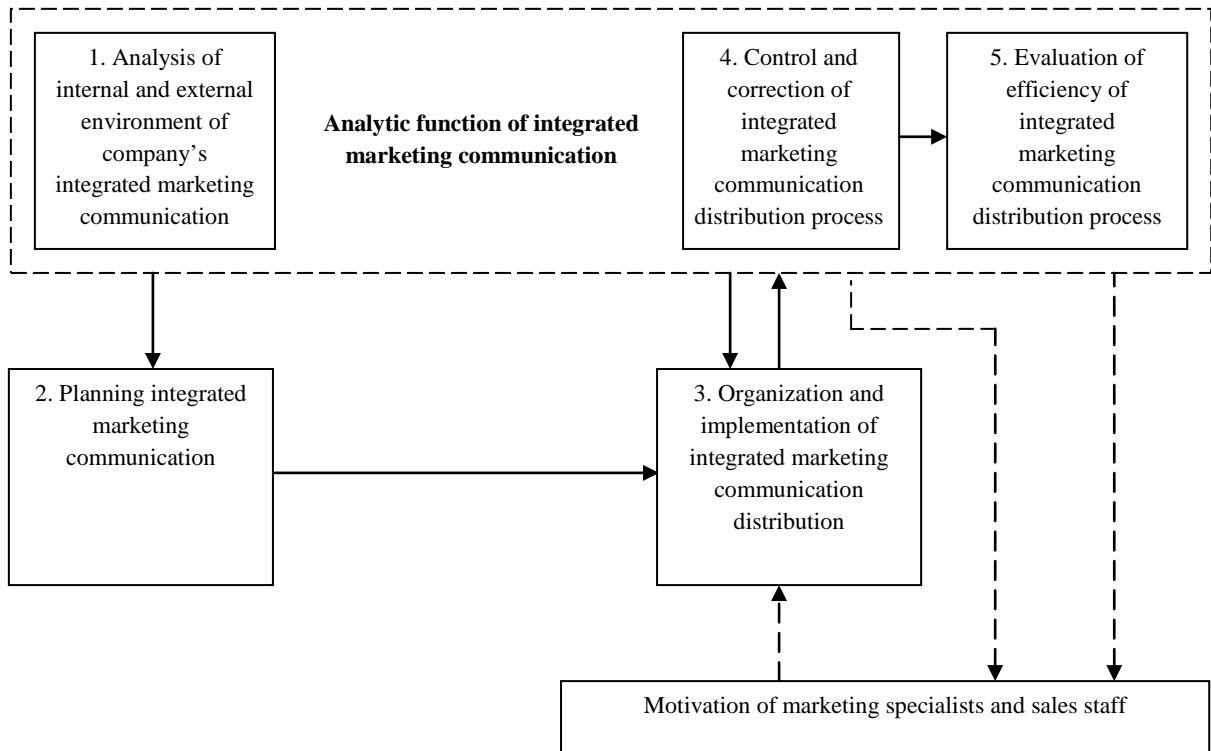 1. Analysis of
internal and external
environment of
company’s
integrated marketing
communication
Analytic function of integrated
marketing communication
4. Control and
correction of
integrated
marketing
communication
distribution process
5. Evaluation of
efficiency of
integrated
marketing
communication
distribution process
2. Planning integrated
marketing
communication
3. Organization and
implementation of
integrated marketing
communication
distribution
Motivation of marketing specialists and sales staff